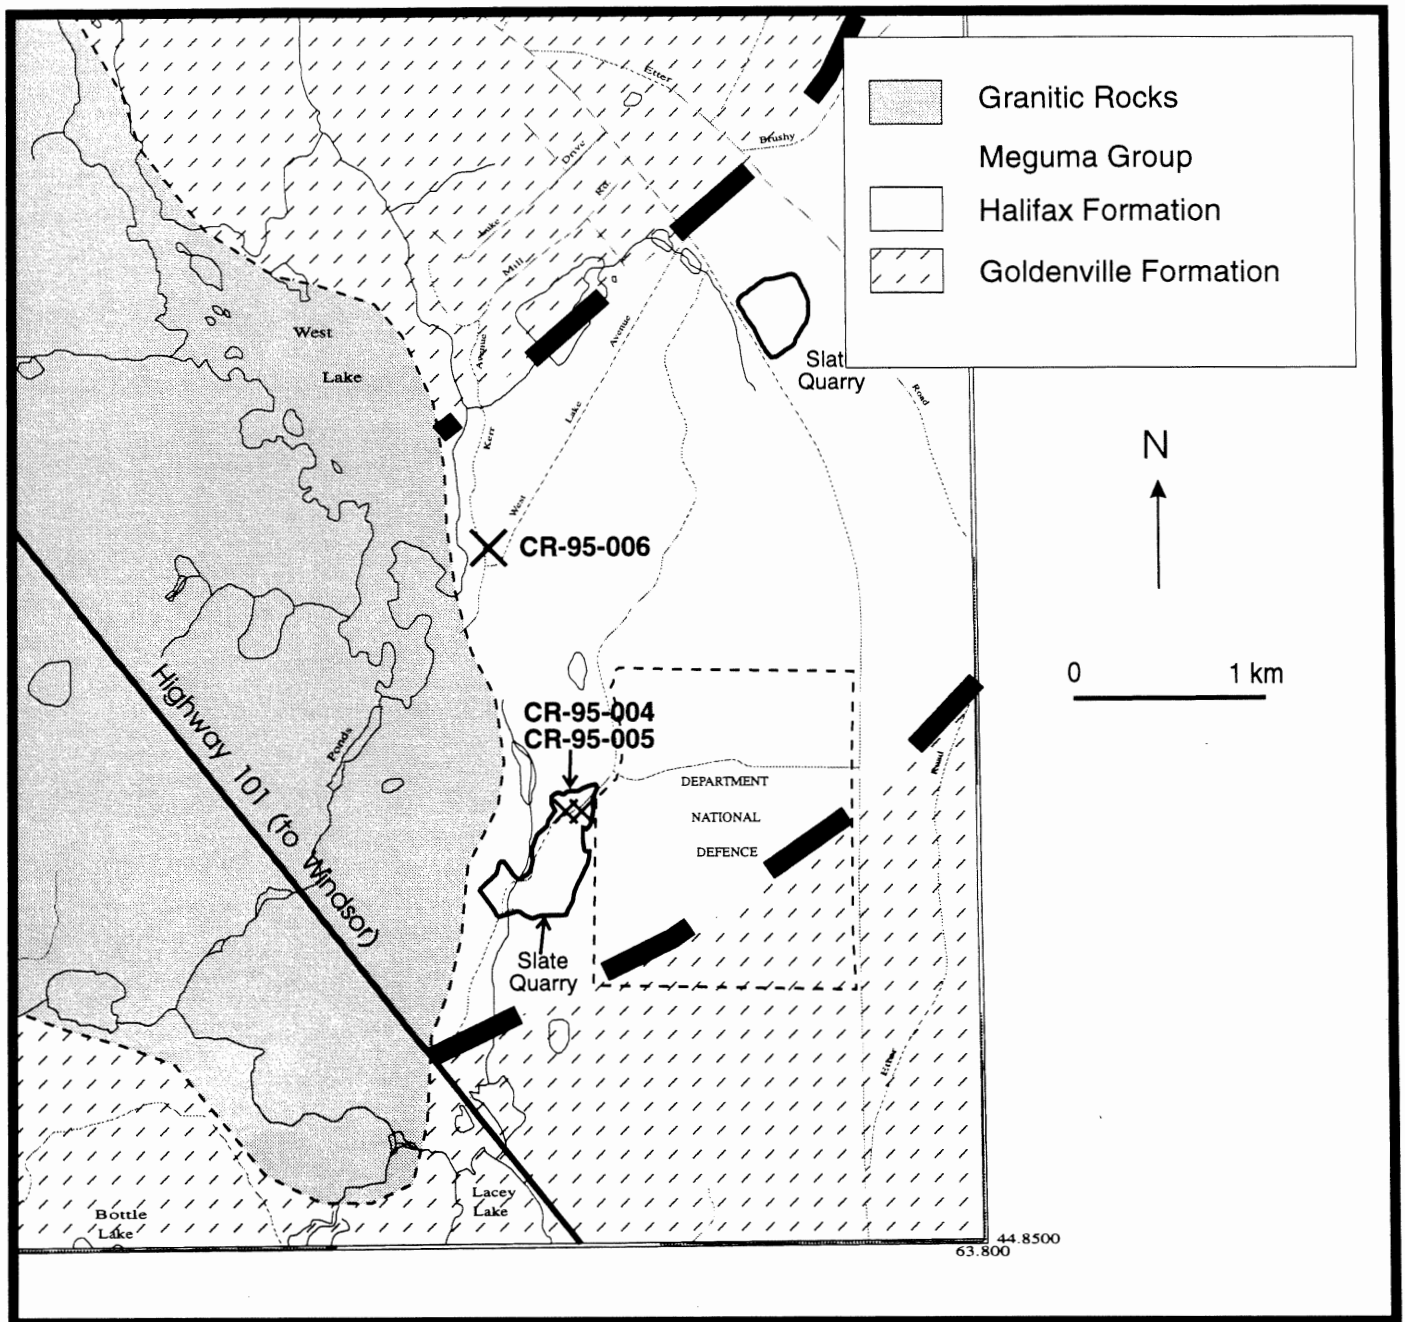 Granitic Rocks
Meguma Group
Halifax Formation
Goldenville Formation
Etter
Brushy
Drive
Rd.
Lake
Mill
Avenue
Avenue
West
Lake
Slat
Quarry
Road
Lake
Kerr
West
N
CR-95-006
0 1 km
Highway 101 (to Windsor)
Ponds
CR-95-004
CR-95-005
Road
DEPARTMENT
NATIONAL
DEFENCE
Slate
Quarry
Lacey
Lake
Bottle
Lake
44.8500
63.800